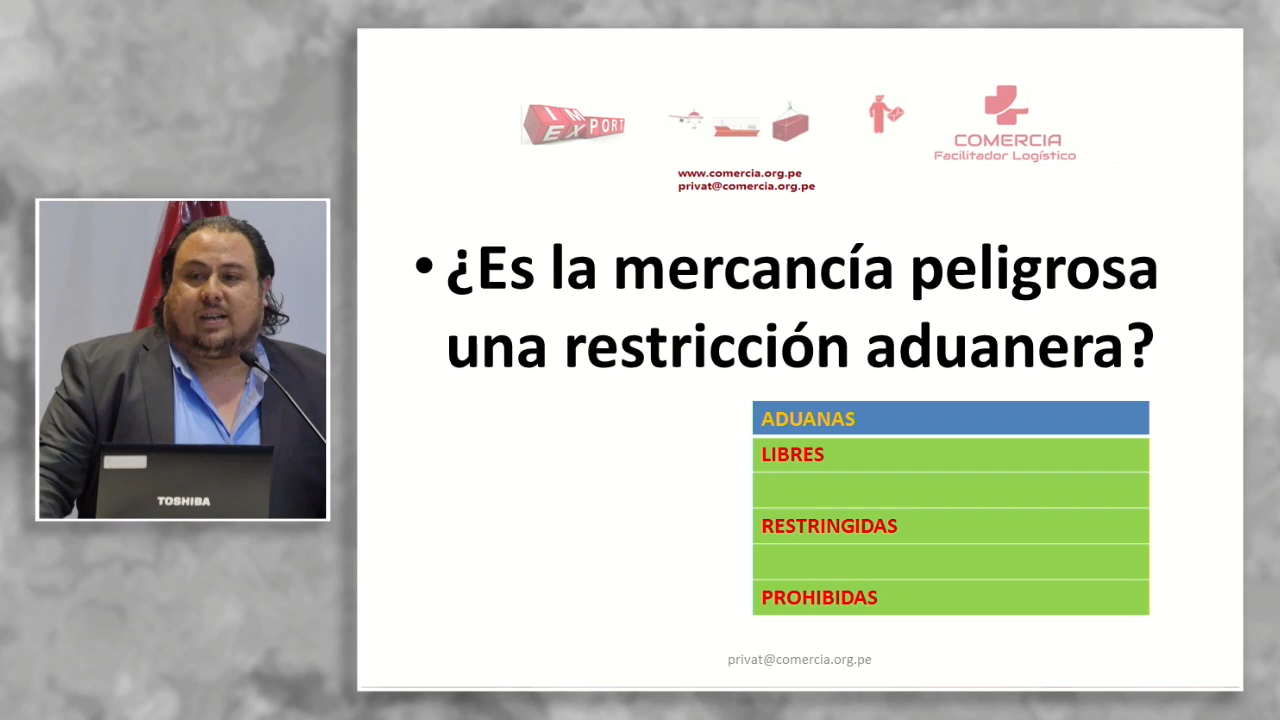 IM
EXPORT
COMERCIA
Facilitador Logístico
www.comercia.org.pe
privat@comercia.org.pe
• ¿Es la mercancía peligrosa
una restricción aduanera?
ADUANAS
LIBRES
RESTRINGIDAS
PROHIBIDAS
privat@comercia.org.pe
TOSHIBA